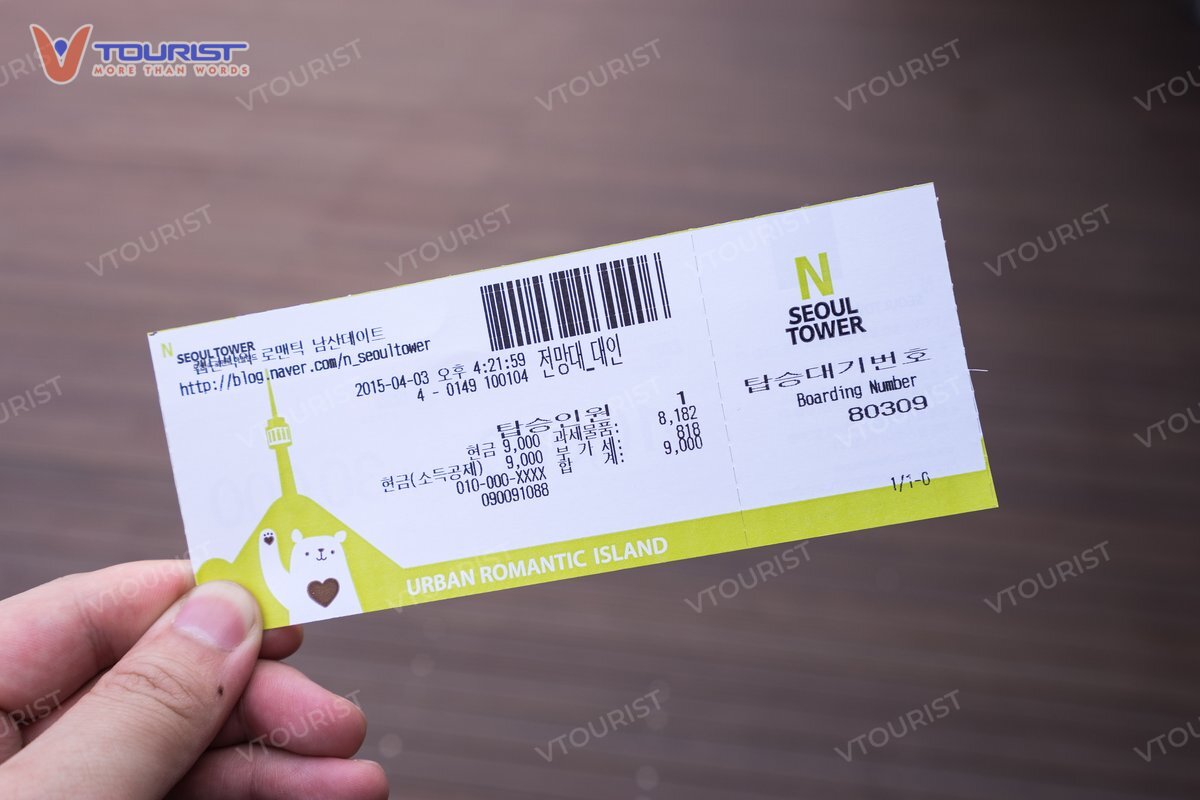 TOURIST
MORE THAN WORDS
N SEOULTOWER
로맨틱 남산데이트
http://blog.naver.com/n_seoultower
2015-04-03 오후 4:21:59 전망대_대인
4 - 0149 100104
탑승인원 1
현금 9,000 과세물품: 8,182
9,000 부 가 세: 818
현금(소득공제) 합 계: 9,000
010-000-XXXX
090091088
URBAN ROMANTIC ISLAND
N
SEOUL
TOWER
탑승대기번호
Boarding Number
80309
1/1-0
VTOURIST